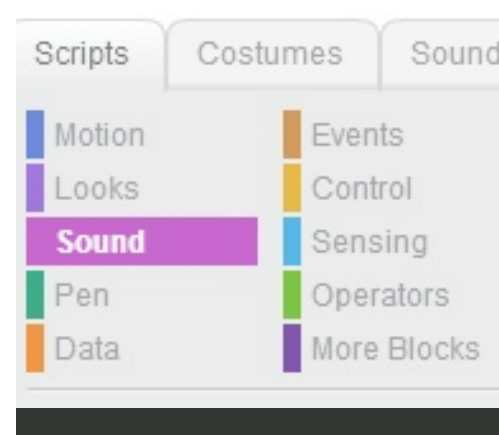 Scripts Costumes Sound
Motion Events
Looks Control
Sound Sensing
Pen Operators
Data More Blocks